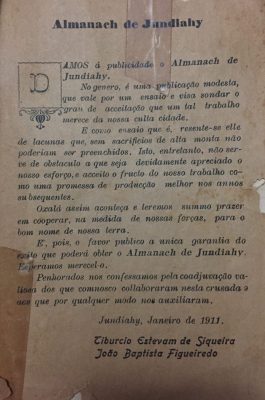 Almanach de Jundiahy
DAMOS á publicidade o Almanach de
Jundiahy.
No genero, é uma publicação modesta,
que vale por um ensaio e visa sondar o
grau de acceitação que um tal trabalho
merece da nossa culta cidade.
E como ensaio que é, resente-se elle
de lacunas que, sem sacrificios de alta monta não
poderiam ser preenchidos. Isto, entretanto, não ser-
ve de obstaculo a que seja devidamente apreciado o
nosso esforço, e acceito o fructo do nosso trabalho co-
mo uma promessa de producção melhor nos annos
subsequentes.
Oxalá assim aconteça e teremos summo prazer
em cooperar, na medida de nossas forças, para o
bom nome de nossa terra.
E, pois, o favor publico a unica garantia do
exito que poderá obter o Almanach de Jundiahy.
Esperamos merecel-o.
Penhorados nos confessamos pela coadjuvação va-
liosa dos que comnosco collaboraram nesta crusada e
aos que por qualquer modo nos auxiliaram.
Jundiahy, Janeiro de 1911.
Tiburcio Estevam de Siqueira
João Baptista Figueiredo